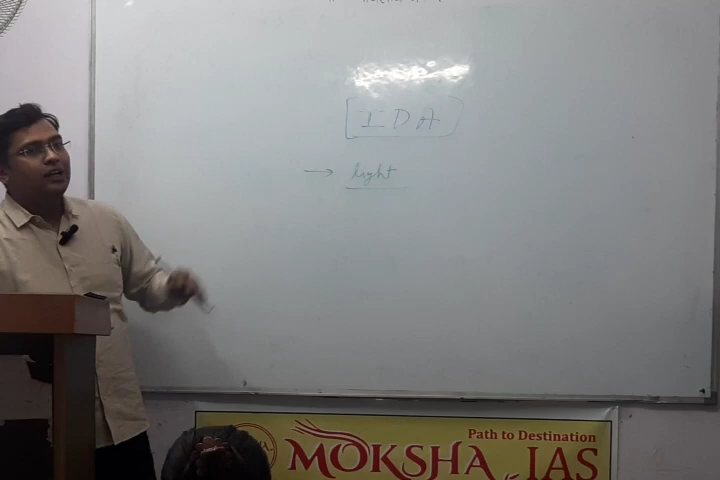 IDA
→ light
Path to Destination
MOKSHA IAS